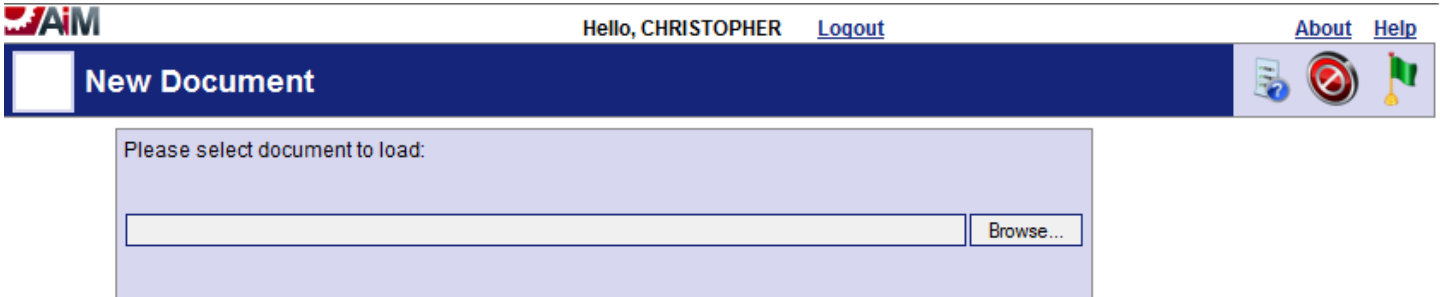 AiM
Hello, CHRISTOPHER Logout About Help
New Document
Please select document to load:
Browse...